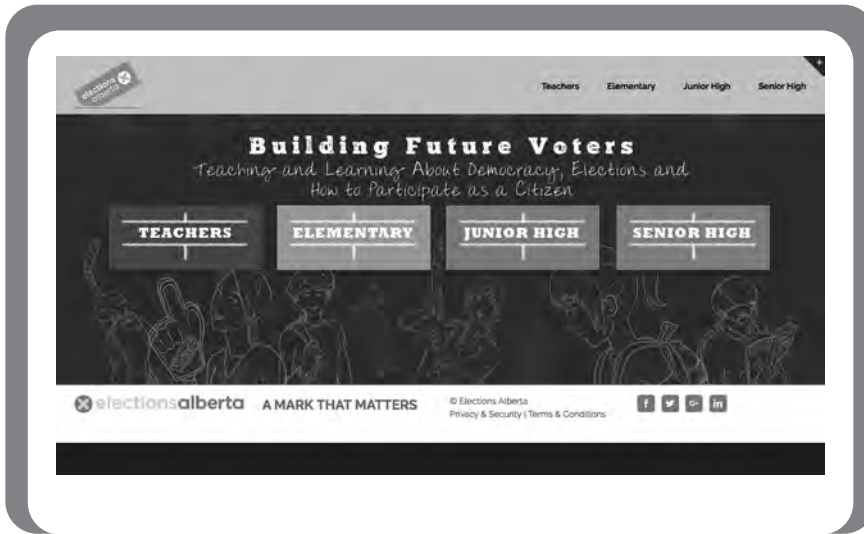 elections
alberta
Teachers Elementary Junior High Senior High
Building Future Voters
Teaching and Learning About Democracy, Elections and
How to Participate as a Citizen
TEACHERS ELEMENTARY JUNIOR HIGH SENIOR HIGH
electionsalberta A MARK THAT MATTERS
© Elections Alberta
Privacy & Security | Terms & Conditions
f G+ in